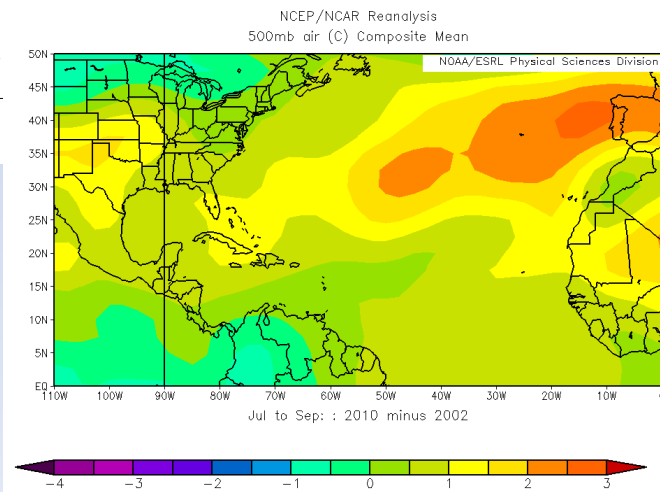 NCEP/NCAR Reanalysis
500mb air (C) Composite Mean
NOAA/ESRL Physical Sciences Division
50N
45N
40N
35N
30N
25N
20N
15N
10N
5N
EQ
110W 100W 90W 80W 70W 60W 50W 40W 30W 20W 10W
Jul to Sep: : 2010 minus 2002
-4 -3 -2 -1 0 1 2 3